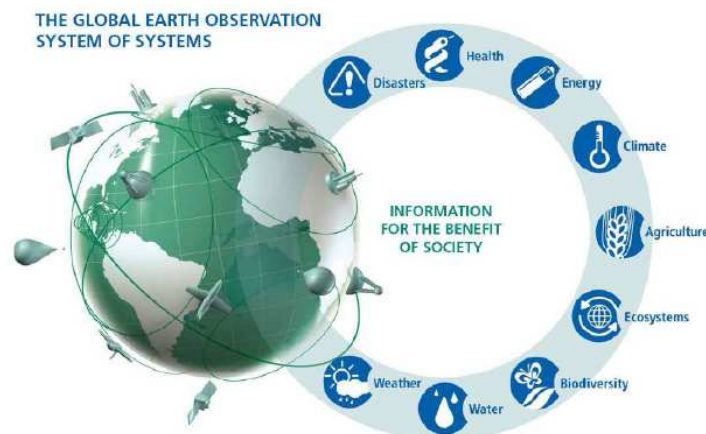 THE GLOBAL EARTH OBSERVATION
SYSTEM OF SYSTEMS
Health
Disasters
Energy
Climate
INFORMATION
FOR THE BENEFIT
OF SOCIETY
Agriculture
Ecosystems
Weather
Biodiversity
Water